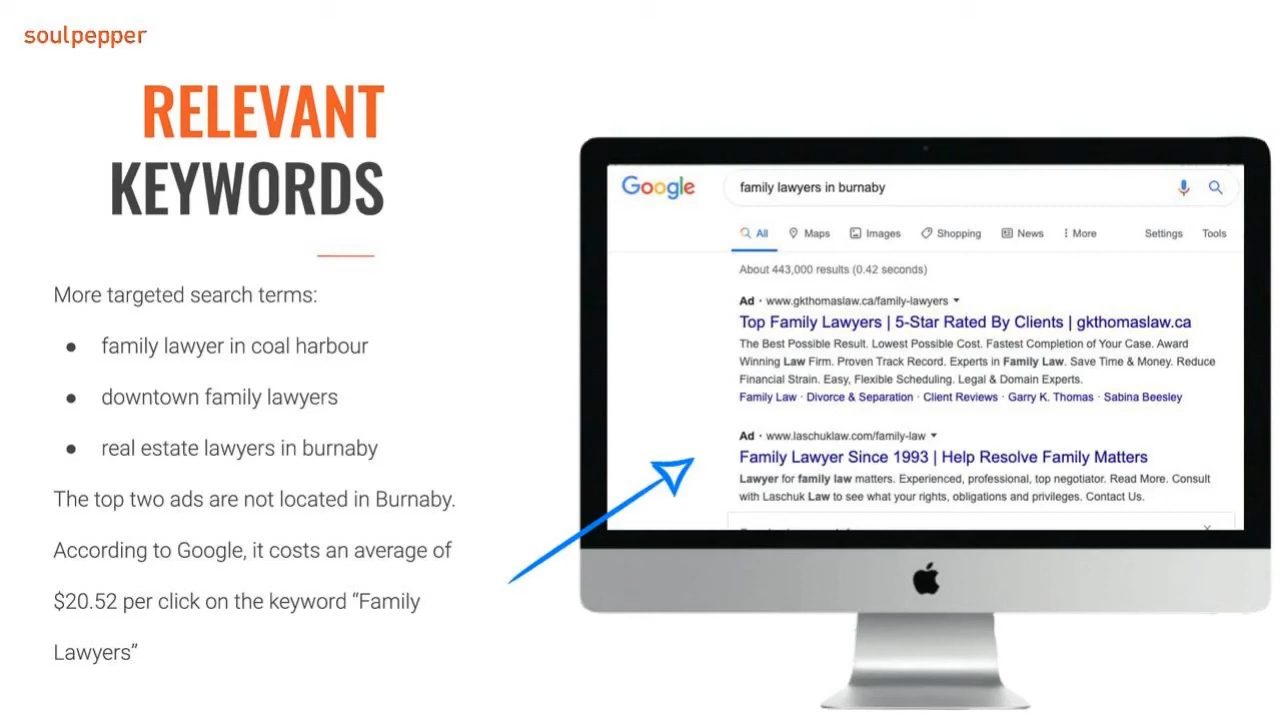 soulpepper
RELEVANT
KEYWORDS
More targeted search terms:
● family lawyer in coal harbour
● downtown family lawyers
● real estate lawyers in burnaby
The top two ads are not located in Burnaby.
According to Google, it costs an average of
$20.52 per click on the keyword “Family
Lawyers”
Google family lawyers in burnaby
All Maps Images Shopping News More Settings Tools
About 443,000 results (0.42 seconds)
Ad · www.gkthomaslaw.ca/family-lawyers
Top Family Lawyers | 5-Star Rated By Clients | gkthomaslaw.ca
The Best Possible Result. Lowest Possible Cost. Fastest Completion of Your Case. Award
Winning Law Firm. Proven Track Record. Experts in Family Law. Save Time & Money. Reduce
Financial Strain. Easy, Flexible Scheduling. Legal & Domain Experts.
Family Law · Divorce & Separation · Client Reviews · Garry K. Thomas · Sabina Beesley
Ad · www.laschuklaw.com/family-law
Family Lawyer Since 1993 | Help Resolve Family Matters
Lawyer for family law matters. Experienced, professional, top negotiator. Read More. Consult
with Laschuk Law to see what your rights, obligations and privileges. Contact Us.